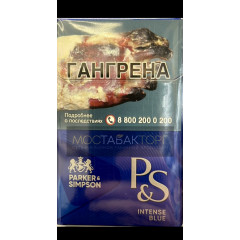 ГАНГРЕНА
Подробнее
о последствиях
8 800 200 0 200
МОСТАБАКТОРГ
PARKER &
SIMPSON
P&S
INTENSE
BLUE